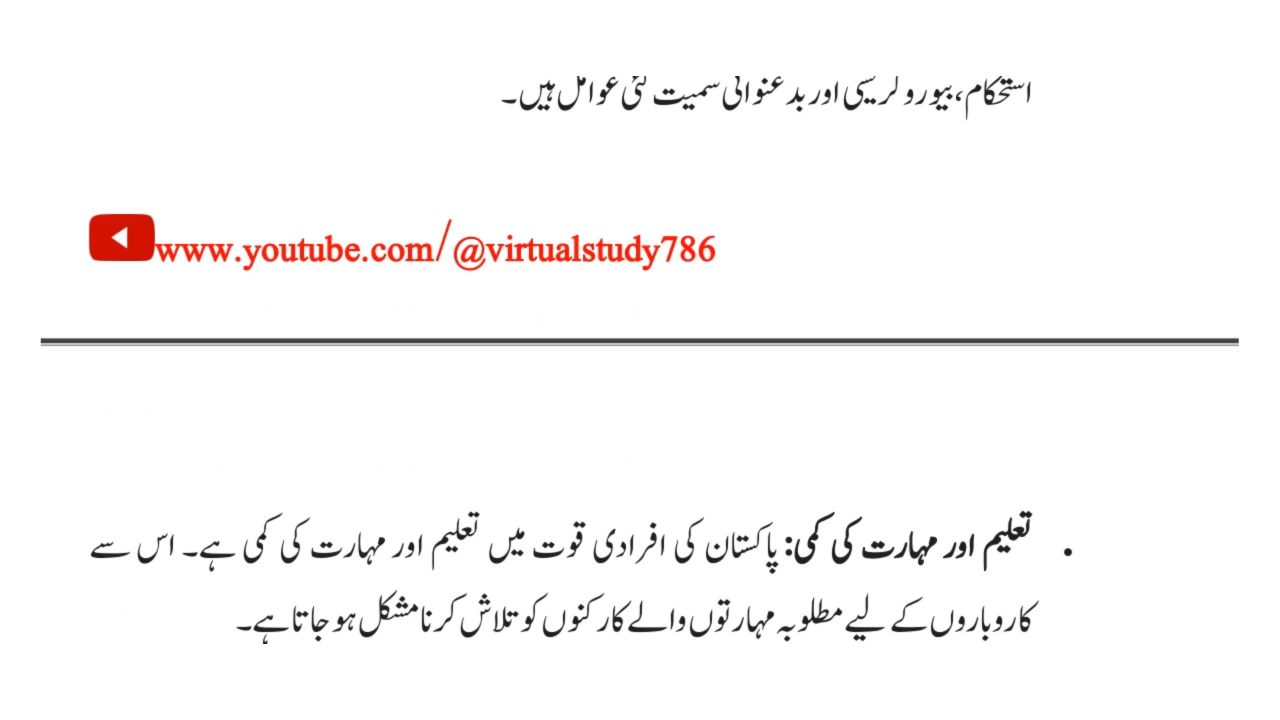 استحکام، بیوروکریسی اور بدعنوانی سمیت کئی عوامل ہیں۔
www.youtube.com/@virtualstudy786
• تعلیم اور مہارت کی کمی: پاکستان کی افرادی قوت میں تعلیم اور مہارت کی کمی ہے۔ اس سے
کاروباروں کے لیے مطلوبہ مہارتوں والے کارکنوں کو تلاش کرنا مشکل ہو جاتا ہے۔